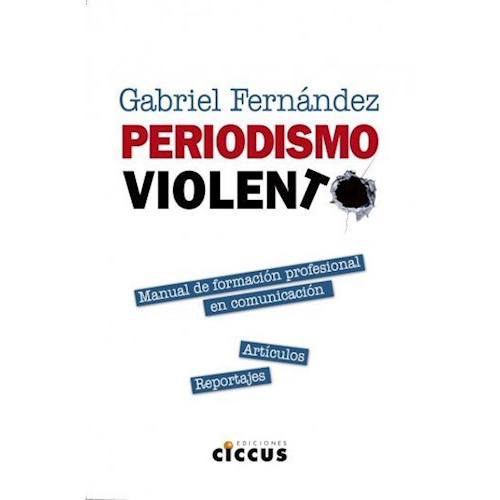 Gabriel Fernández
PERIODISMO
VIOLENTO
Manual de formación profesional
en comunicación
Artículos
Reportajes
EDICIONES
CICCUS